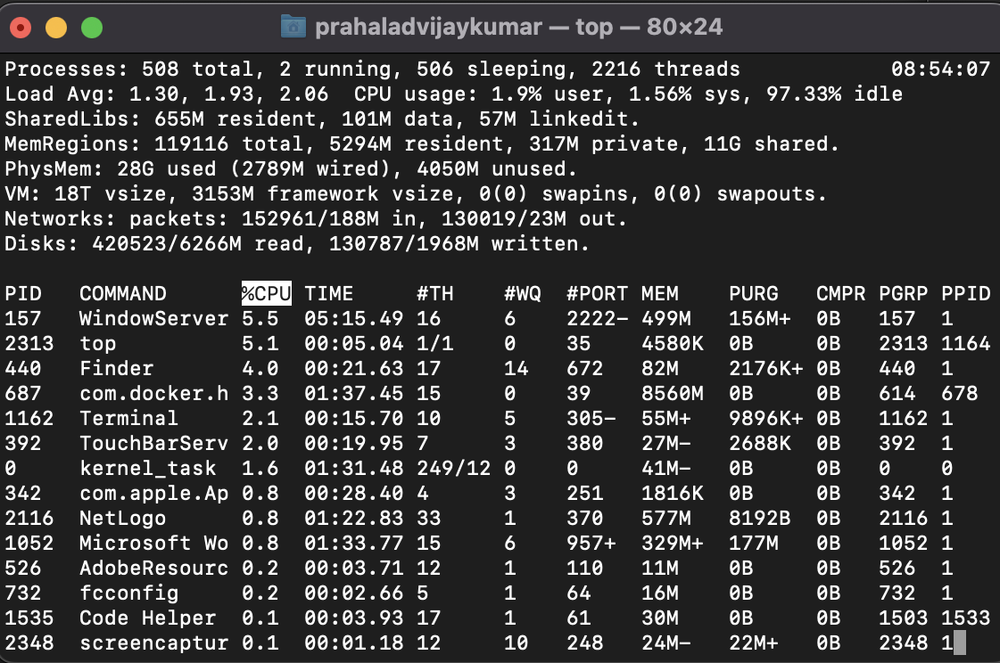 prahaladvijaykumar — top — 80×24
Processes: 508 total, 2 running, 506 sleeping, 2216 threads 08:54:07
Load Avg: 1.30, 1.93, 2.06  CPU usage: 1.9% user, 1.56% sys, 97.33% idle
SharedLibs: 655M resident, 101M data, 57M linkedit.
MemRegions: 119116 total, 5294M resident, 317M private, 11G shared.
PhysMem: 28G used (2789M wired), 4050M unused.
VM: 18T vsize, 3153M framework vsize, 0(0) swapins, 0(0) swapouts.
Networks: packets: 152961/188M in, 130019/23M out.
Disks: 420523/6266M read, 130787/1968M written.
PID COMMAND %CPU TIME #TH #WQ #PORT MEM PURG CMPR PGRP PPID
157 WindowServer 5.5 05:15.49 16 6 2222- 499M 156M+ 0B 157 1
2313 top 5.1 00:05.04 1/1 0 35 4580K 0B 0B 2313 1164
440 Finder 4.0 00:21.63 17 14 672 82M 2176K+ 0B 440 1
687 com.docker.h 3.3 01:37.45 15 0 39 8560M 0B 0B 614 678
1162 Terminal 2.1 00:15.70 10 5 305- 55M+ 9896K+ 0B 1162 1
392 TouchBarServ 2.0 00:19.95 7 3 380 27M- 2688K 0B 392 1
0 kernel_task 1.6 01:31.48 249/12 0 0 41M- 0B 0B 0 0
342 com.apple.Ap 0.8 00:28.40 4 3 251 1816K 0B 0B 342 1
2116 NetLogo 0.8 01:22.83 33 1 370 577M 8192B 0B 2116 1
1052 Microsoft Wo 0.8 01:33.77 15 6 957+ 329M+ 177M 0B 1052 1
526 AdobeResourc 0.2 00:03.71 12 1 110 11M 0B 0B 526 1
732 fcconfig 0.2 00:02.66 5 1 64 16M 0B 0B 732 1
1535 Code Helper 0.1 00:03.93 17 1 61 30M 0B 0B 1503 1533
2348 screencaptur 0.1 00:01.18 12 10 248 24M- 22M+ 0B 2348 1